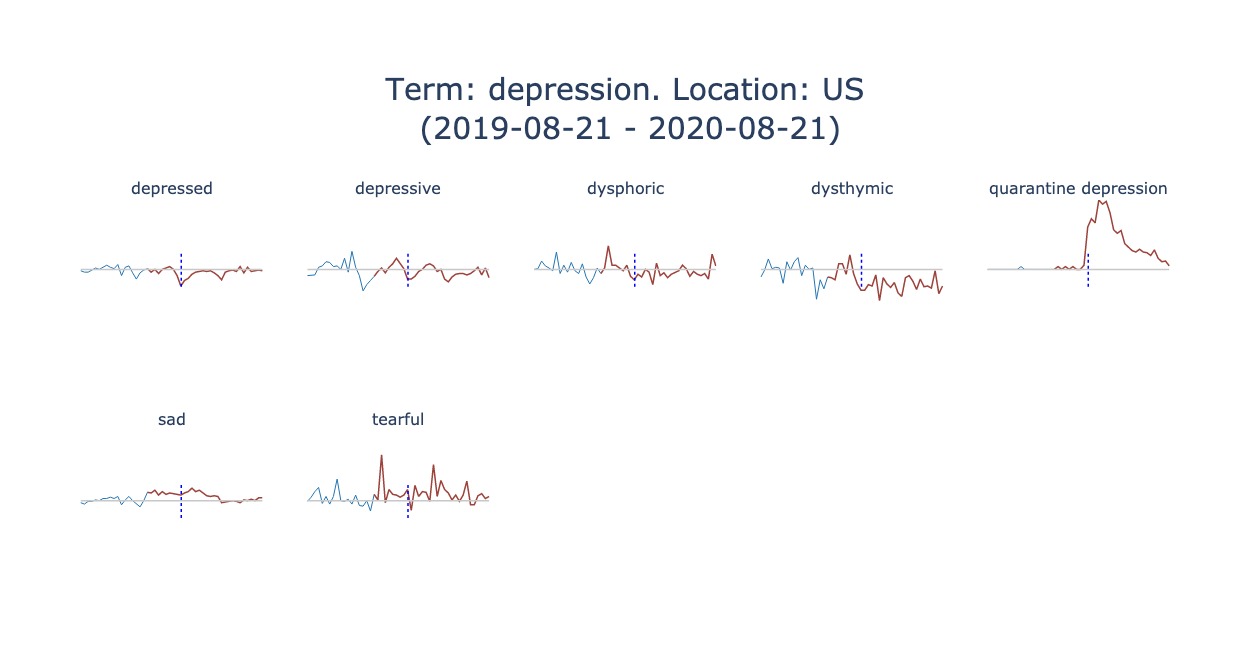 Term: depression. Location: US
(2019-08-21 - 2020-08-21)
depressed
depressive
dysphoric
dysthymic
quarantine depression
sad
tearful